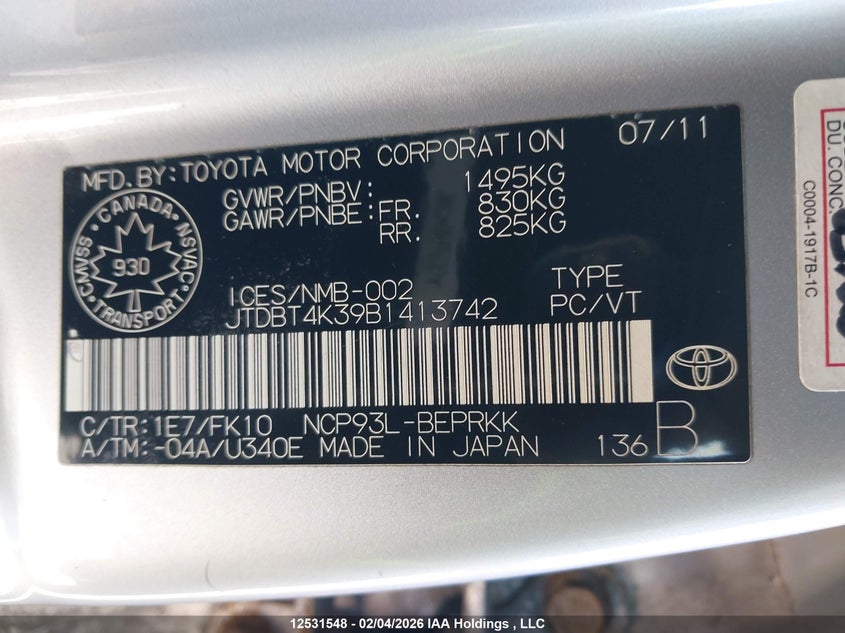 MFD.BY:TOYOTA MOTOR CORPORATION 07/11
GVWR/PNBV: 1495KG
GAWR/PNBE: FR. 830KG
RR. 825KG
CANADA
CMVSS 930 NSVAC
TRANSPORT
ICES/NMB-002 TYPE
JTDBT4K39B1413742 PC/VT
C/TR:1E7/FK10 NCP93L-BEPRKK
A/TM:-04A/U340E MADE IN JAPAN 136 B
DU. CONC.
C0004-1917B-1C
12531548 - 02/04/2026 IAA Holdings , LLC